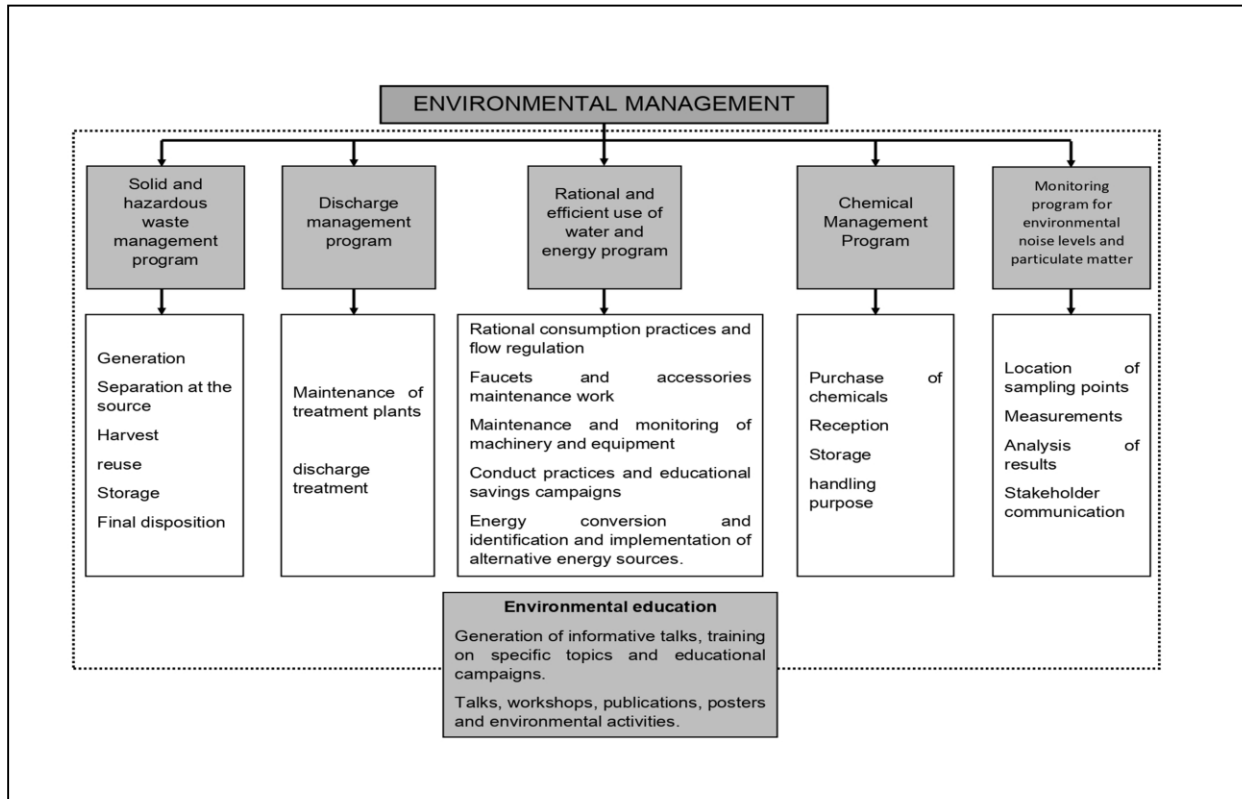 ENVIRONMENTAL MANAGEMENT
Solid and
hazardous
waste
management
program
Discharge
management
program
Rational and
efficient use of
water and
energy program
Chemical
Management
Program
Monitoring
program for
environmental
noise levels and
particulate matter
Generation
Separation at the
source
Harvest
reuse
Storage
Final disposition
Maintenance of
treatment plants
discharge
treatment
Rational consumption practices and
flow regulation
Faucets and accessories
maintenance work
Maintenance and monitoring of
machinery and equipment
Conduct practices and educational
savings campaigns
Energy conversion and
identification and implementation of
alternative energy sources.
Purchase of
chemicals
Reception
Storage
handling
purpose
Location of
sampling points
Measurements
Analysis of
results
Stakeholder
communication
Environmental education
Generation of informative talks, training
on specific topics and educational
campaigns.
Talks, workshops, publications, posters
and environmental activities.